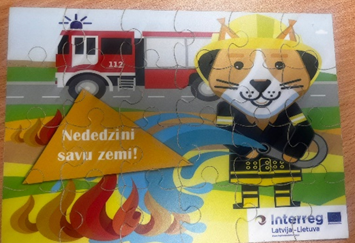 112
Nededzini
savu zemi!
Interreg
Latvija-Lietuva